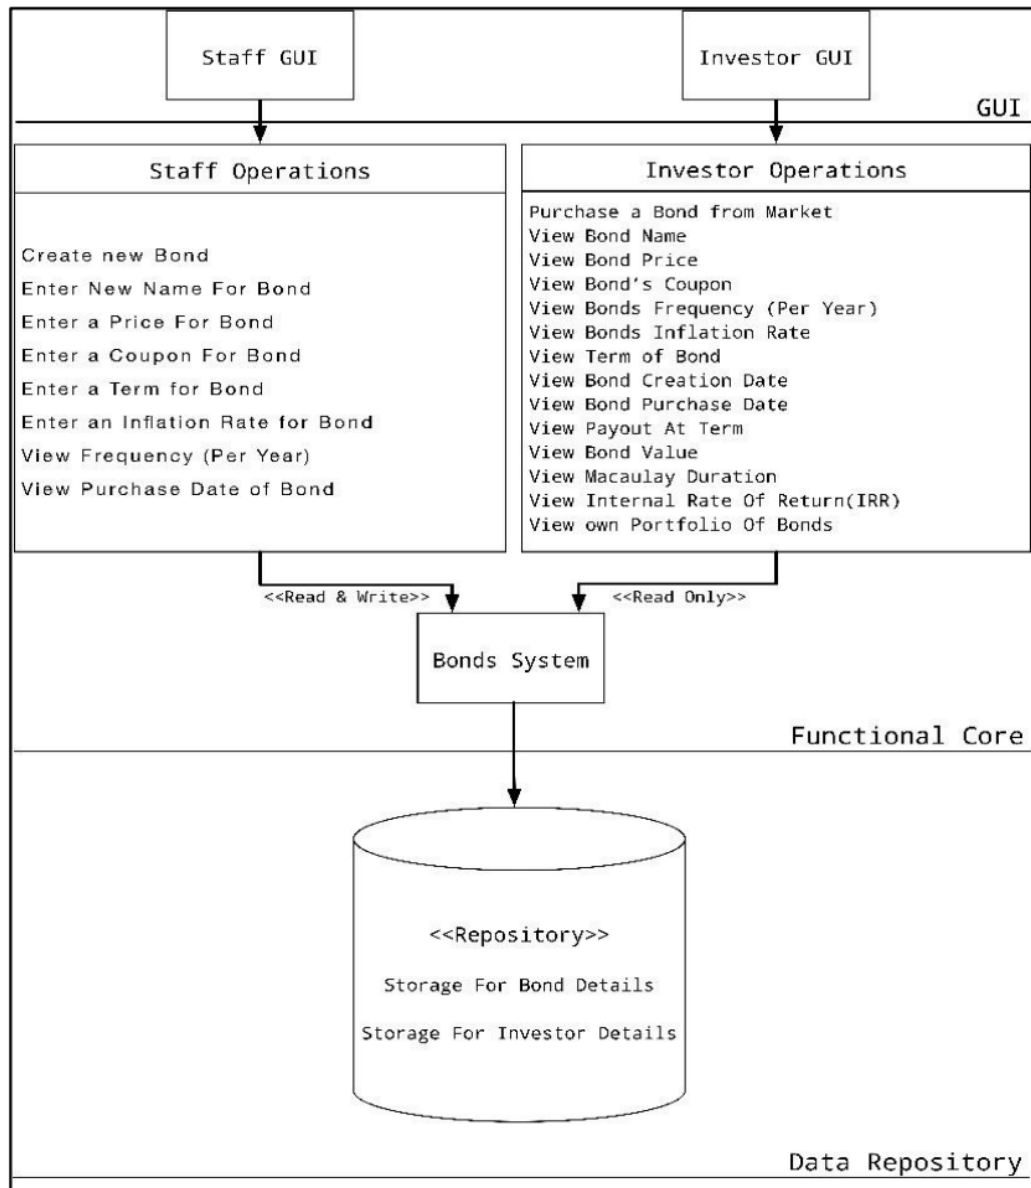 Staff GUI
Investor GUI
GUI
Staff Operations
Create new Bond
Enter New Name For Bond
Enter a Price For Bond
Enter a Coupon For Bond
Enter a Term for Bond
Enter an Inflation Rate for Bond
View Frequency (Per Year)
View Purchase Date of Bond
Investor Operations
Purchase a Bond from Market
View Bond Name
View Bond Price
View Bond's Coupon
View Bonds Frequency (Per Year)
View Bonds Inflation Rate
View Term of Bond
View Bond Creation Date
View Bond Purchase Date
View Payout At Term
View Bond Value
View Macaulay Duration
View Internal Rate Of Return(IRR)
View own Portfolio Of Bonds
<<Read & Write>>
<<Read Only>>
Bonds System
Functional Core
<<Repository>>
Storage For Bond Details
Storage For Investor Details
Data Repository